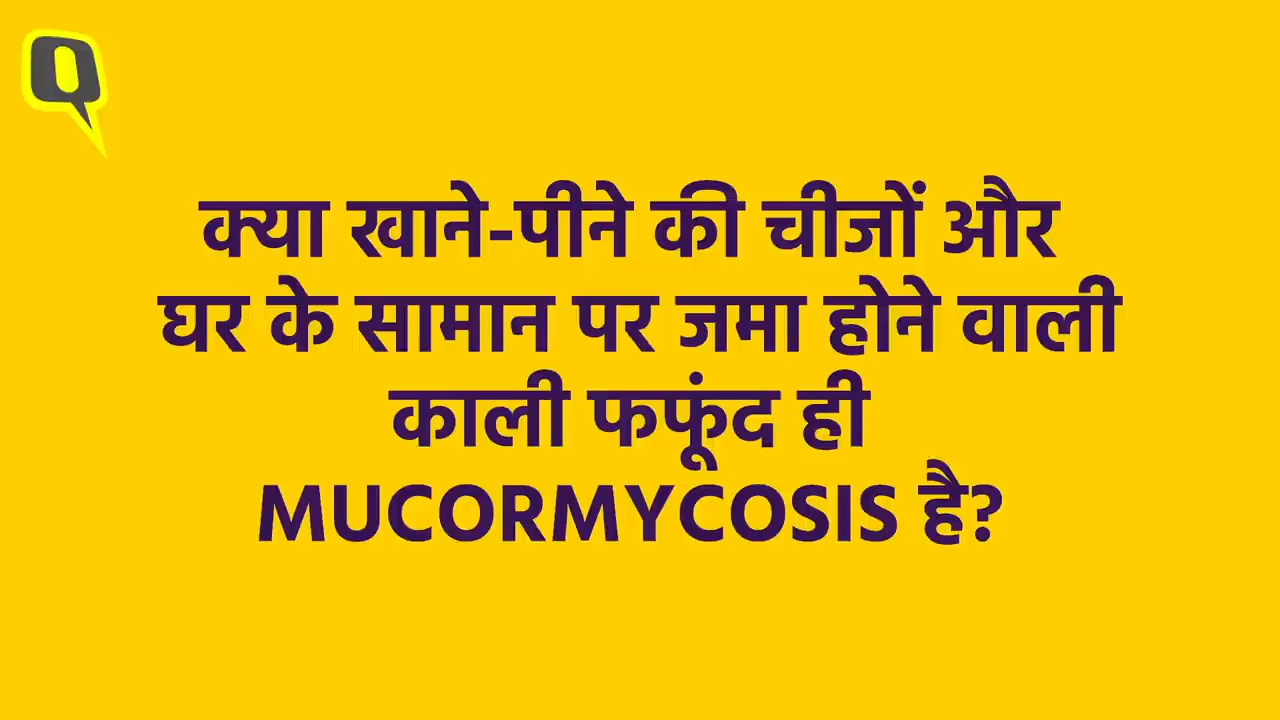 Q
क्या खाने-पीने की चीजों और
घर के सामान पर जमा होने वाली
काली फफूंद ही
MUCORMYCOSIS है?